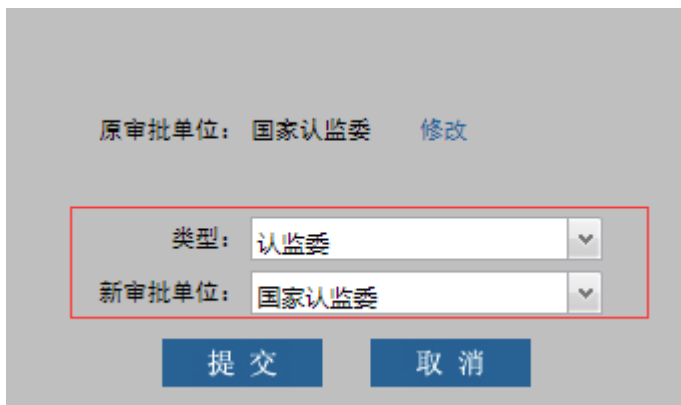 原审批单位： 国家认监委 修改
类型： 认监委
新审批单位： 国家认监委
提 交 取 消